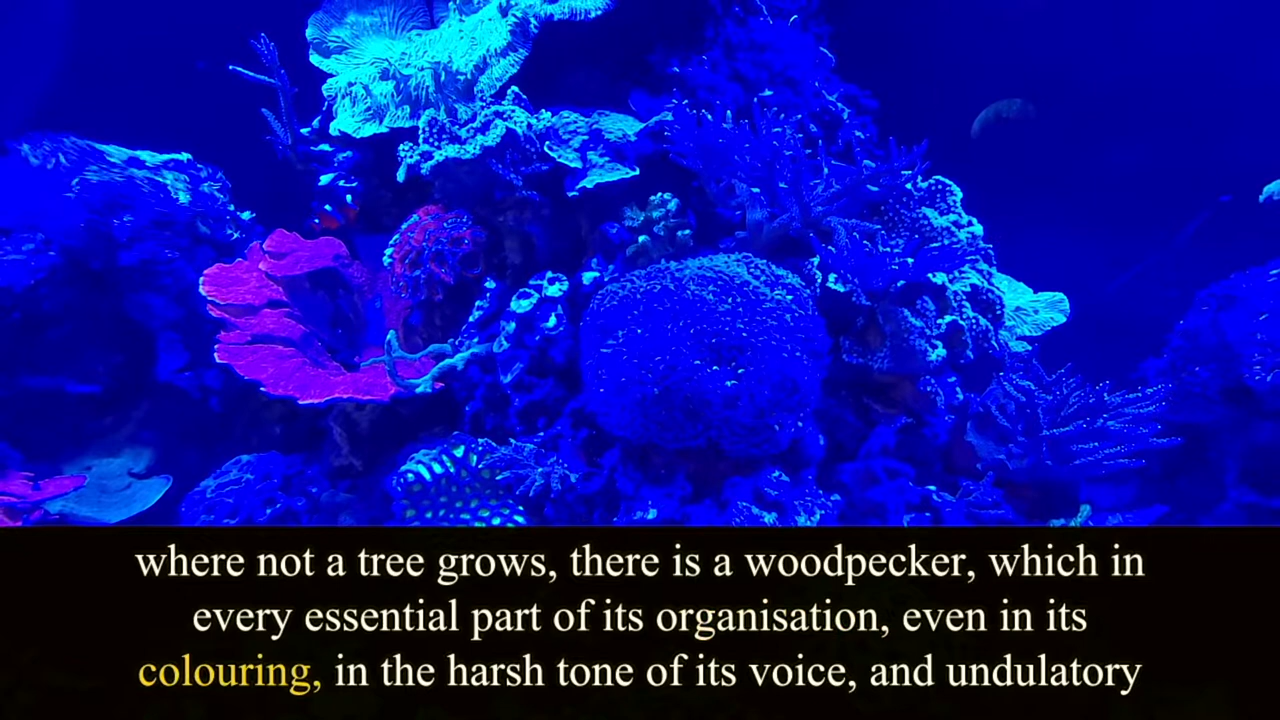 where not a tree grows, there is a woodpecker, which in
every essential part of its organisation, even in its
colouring, in the harsh tone of its voice, and undulatory